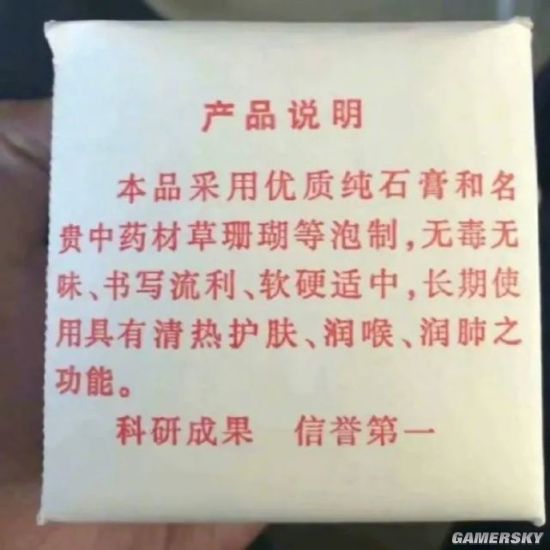 产品说明
本品采用优质纯石膏和名
贵中药材草珊瑚等泡制,无毒无
味、书写流利、软硬适中,长期使
用具有清热护肤、润喉、润肺之
功能。
科研成果 信誉第一
GAMERSKY